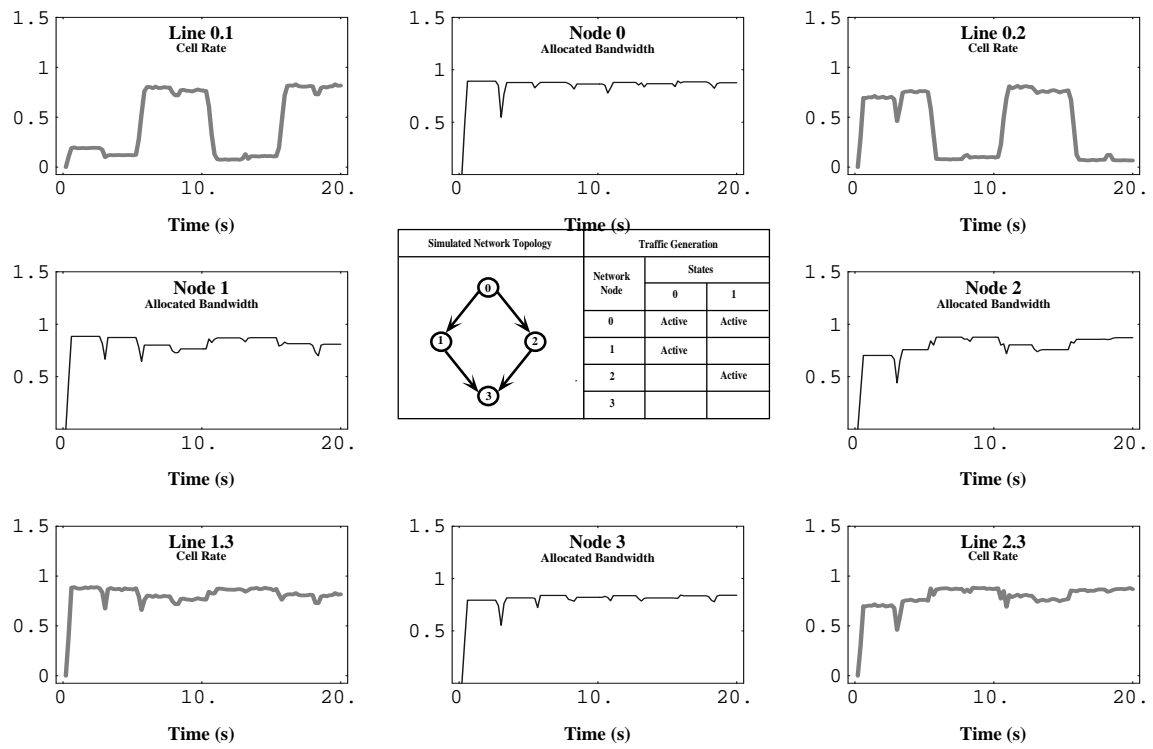 1.5
Line 0.1
Cell Rate
1
0.5
0
0
10.
20.
Time (s)
1.5
Node 0
Allocated Bandwidth
1
0.5
0
10.
20.
Time (s)
1.5
Line 0.2
Cell Rate
1
0.5
0
0
10.
20.
Time (s)
1.5
Node 1
Allocated Bandwidth
1
0.5
0
10.
20.
Time (s)
Simulated Network Topology
0
1
2
3
Traffic Generation
Network Node
States
0
1
0
Active
Active
1
Active
2
Active
3
1.5
Node 2
Allocated Bandwidth
1
0.5
0
10.
20.
Time (s)
1.5
Line 1.3
Cell Rate
1
0.5
0
0
10.
20.
Time (s)
1.5
Node 3
Allocated Bandwidth
1
0.5
0
10.
20.
Time (s)
1.5
Line 2.3
Cell Rate
1
0.5
0
0
10.
20.
Time (s)